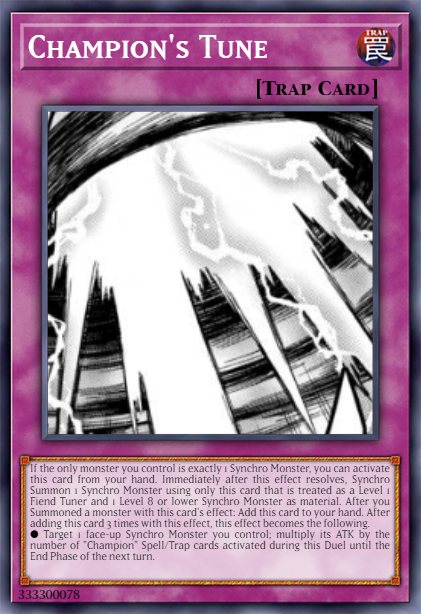 Champion's Tune
TRAP
罠
[Trap Card]
If the only monster you control is exactly 1 Synchro Monster, you can activate
this card from your hand. Immediately after this effect resolves, Synchro
Summon 1 Synchro Monster using only this card that is treated as a Level 1
Fiend Tuner and 1 Level 8 or lower Synchro Monster as material. After you
Summoned a monster with this card's effect: Add this card to your hand. After
adding this card 3 times with this effect, this effect becomes the following.
● Target 1 face-up Synchro Monster you control; multiply its ATK by the
number of "Champion" Spell/Trap cards activated during this Duel until the
End Phase of the next turn.
333300078